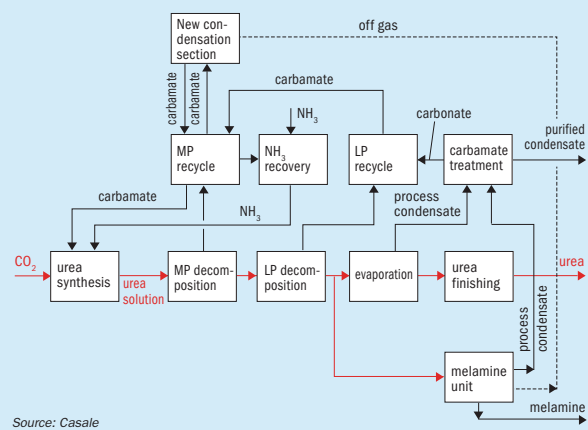 New con-
densation
section
off gas
carbamate
carbamate
carbamate
NH3
carbonate
purified
condensate
MP
recycle
NH3
recovery
LP
recycle
carbamate
treatment
carbamate
NH3
process
condensate
CO2
urea
synthesis
urea
solution
MP decom-
position
LP decom-
position
evaporation
urea
finishing
urea
process
condensate
melamine
unit
melamine
Source: Casale